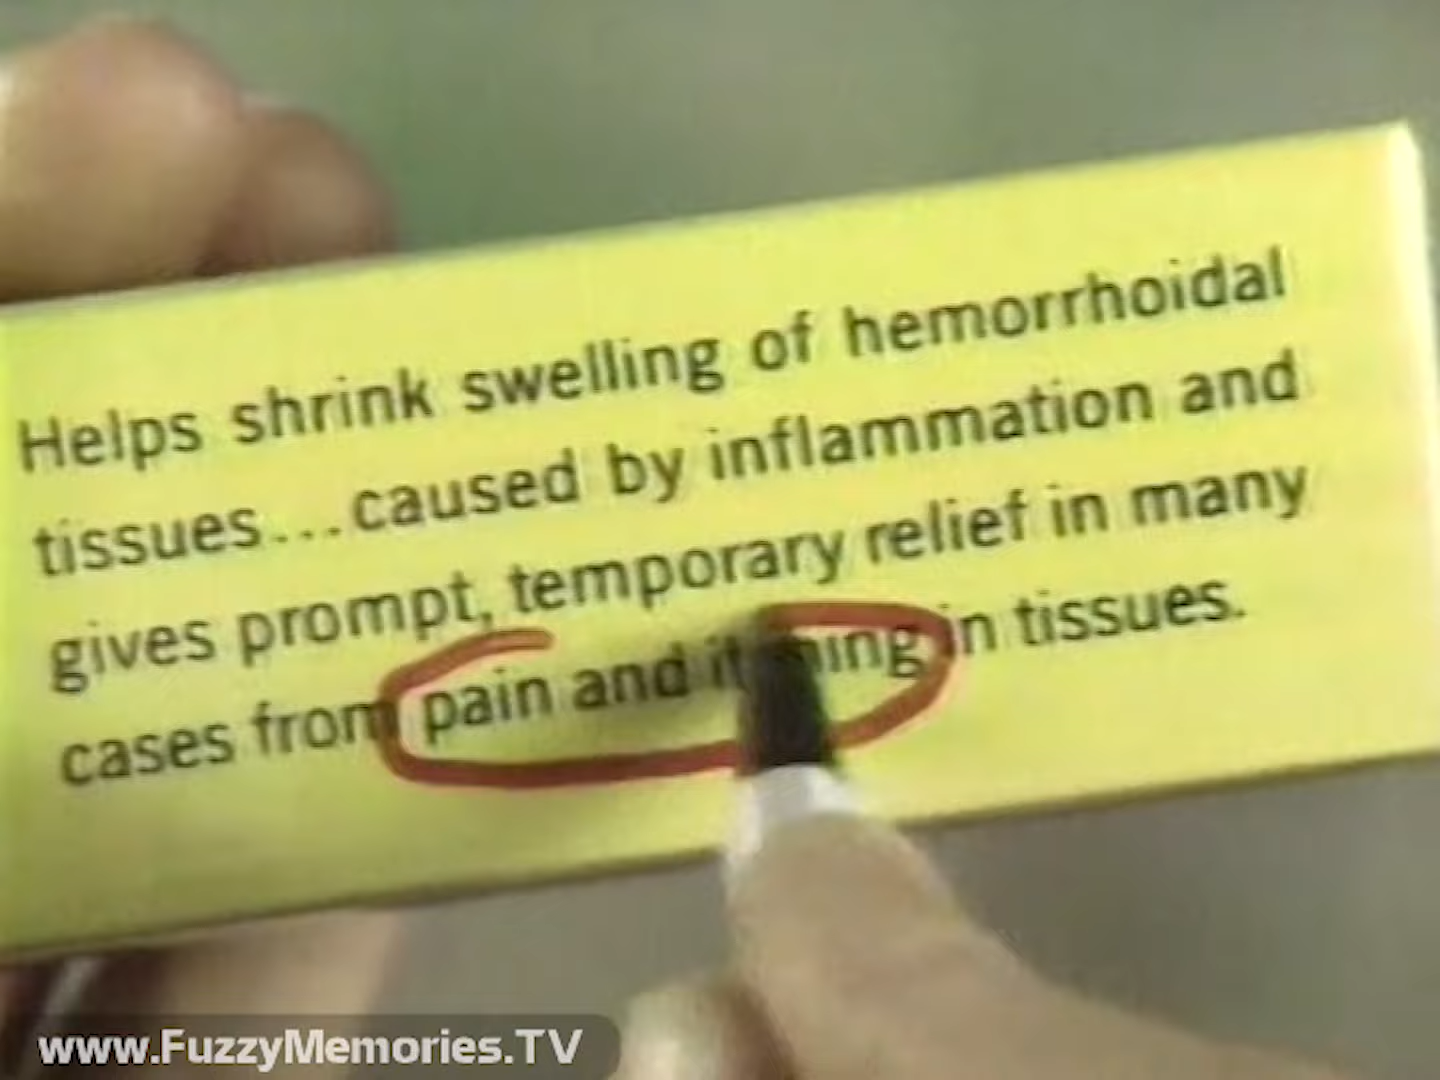 Helps shrink swelling of hemorrhoidal
tissues...caused by inflammation and
gives prompt, temporary relief in many
cases from pain and itching in tissues.
www.FuzzyMemories.TV